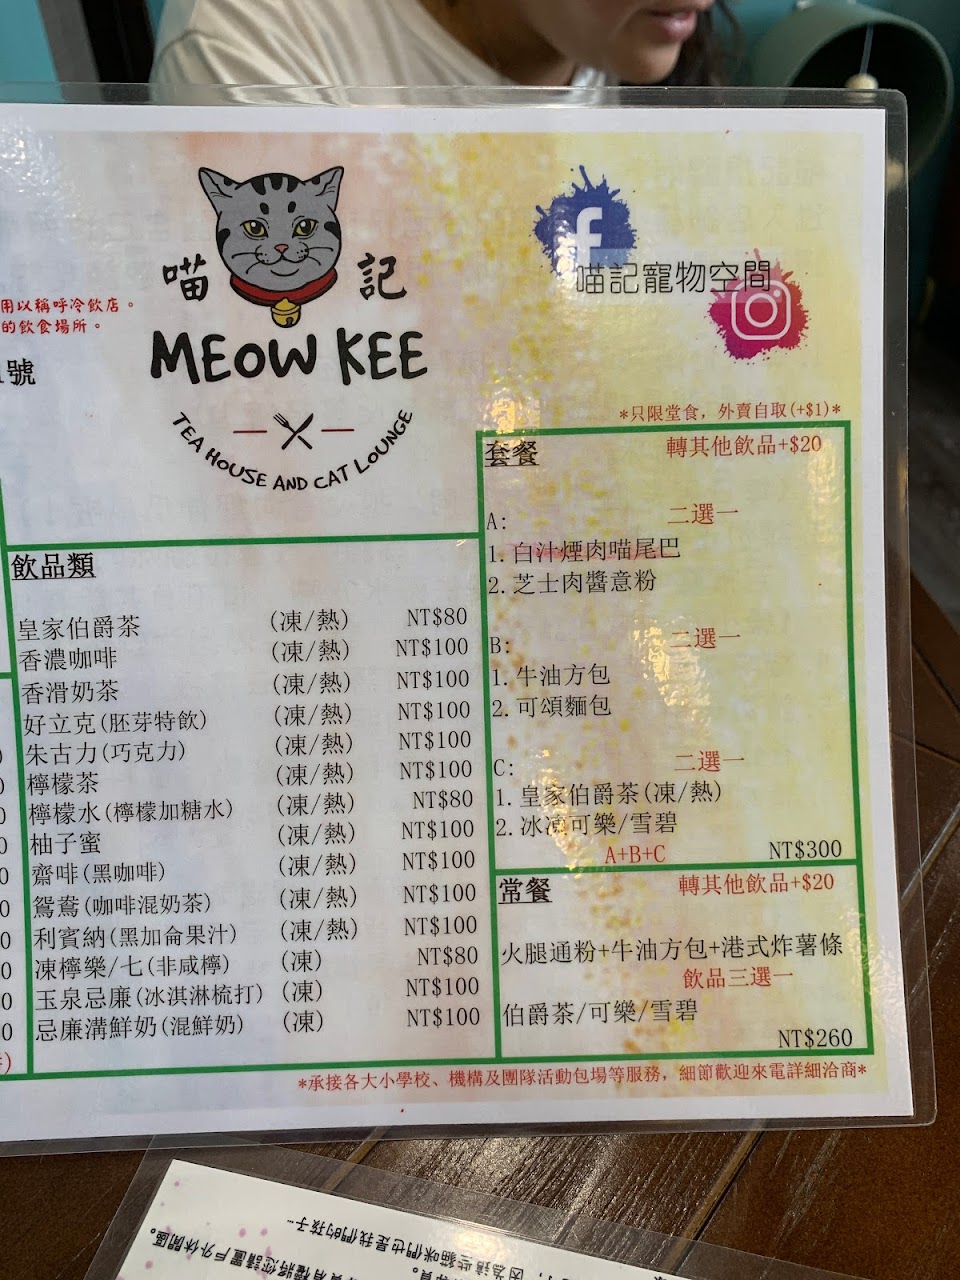 喵 記
MEOW KEE
TEA HOUSE AND CAT LOUNGE
f
喵記寵物空間
用以稱呼冷飲店。
的飲食場所。
號
*只限堂食，外賣自取(+$1)*
飲品類
皇家伯爵茶 (凍/熱) NT$80
香濃咖啡 (凍/熱) NT$100
香滑奶茶 (凍/熱) NT$100
好立克(胚芽特飲) (凍/熱) NT$100
朱古力(巧克力) (凍/熱) NT$100
檸檬茶 (凍/熱) NT$100
檸檬水(檸檬加糖水) (凍/熱) NT$80
柚子蜜 (凍/熱) NT$100
齋啡(黑咖啡) (凍/熱) NT$100
鴛鴦(咖啡混奶茶) (凍/熱) NT$100
利賓納(黑加侖果汁) (凍/熱) NT$100
凍檸樂/七(非咸檸) (凍) NT$80
玉泉忌廉(冰淇淋梳打) (凍) NT$100
忌廉溝鮮奶(混鮮奶) (凍) NT$100
套餐 轉其他飲品+$20
A: 二選一
1. 白汁煙肉喵尾巴
2. 芝士肉醬意粉
B: 二選一
1. 牛油方包
2. 可頌麵包
C: 二選一
1. 皇家伯爵茶(凍/熱)
2. 冰凍可樂/雪碧
A+B+C NT$300
常餐 轉其他飲品+$20
火腿通粉+牛油方包+港式炸薯條
飲品三選一
伯爵茶/可樂/雪碧
NT$260
*承接各大小學校、機構及團隊活動包場等服務，細節歡迎來電詳細洽商*
因為這些貓咪們也是我們的孩子…